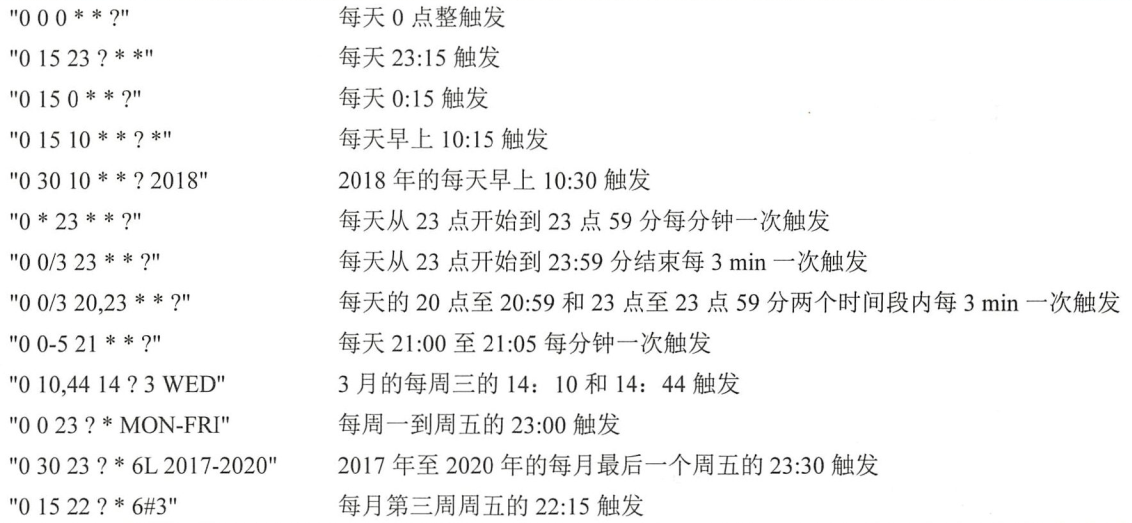 "0 0 0 * * ?" 每天 0 点整触发
"0 15 23 ? * *" 每天 23:15 触发
"0 15 0 * * ?" 每天 0:15 触发
"0 15 10 * * ? *" 每天早上 10:15 触发
"0 30 10 * * ? 2018" 2018 年的每天早上 10:30 触发
"0 * 23 * * ?" 每天从 23 点开始到 23 点 59 分每分钟一次触发
"0 0/3 23 * * ?" 每天从 23 点开始到 23:59 分结束每 3 min 一次触发
"0 0/3 20,23 * * ?" 每天的 20 点至 20:59 和 23 点至 23 点 59 分两个时间段内每 3 min 一次触发
"0 0-5 21 * * ?" 每天 21:00 至 21:05 每分钟一次触发
"0 10,44 14 ? 3 WED" 3 月的每周三的 14：10 和 14：44 触发
"0 0 23 ? * MON-FRI" 每周一到周五的 23:00 触发
"0 30 23 ? * 6L 2017-2020" 2017 年至 2020 年的每月最后一个周五的 23:30 触发
"0 15 22 ? * 6#3" 每月第三周周五的 22:15 触发